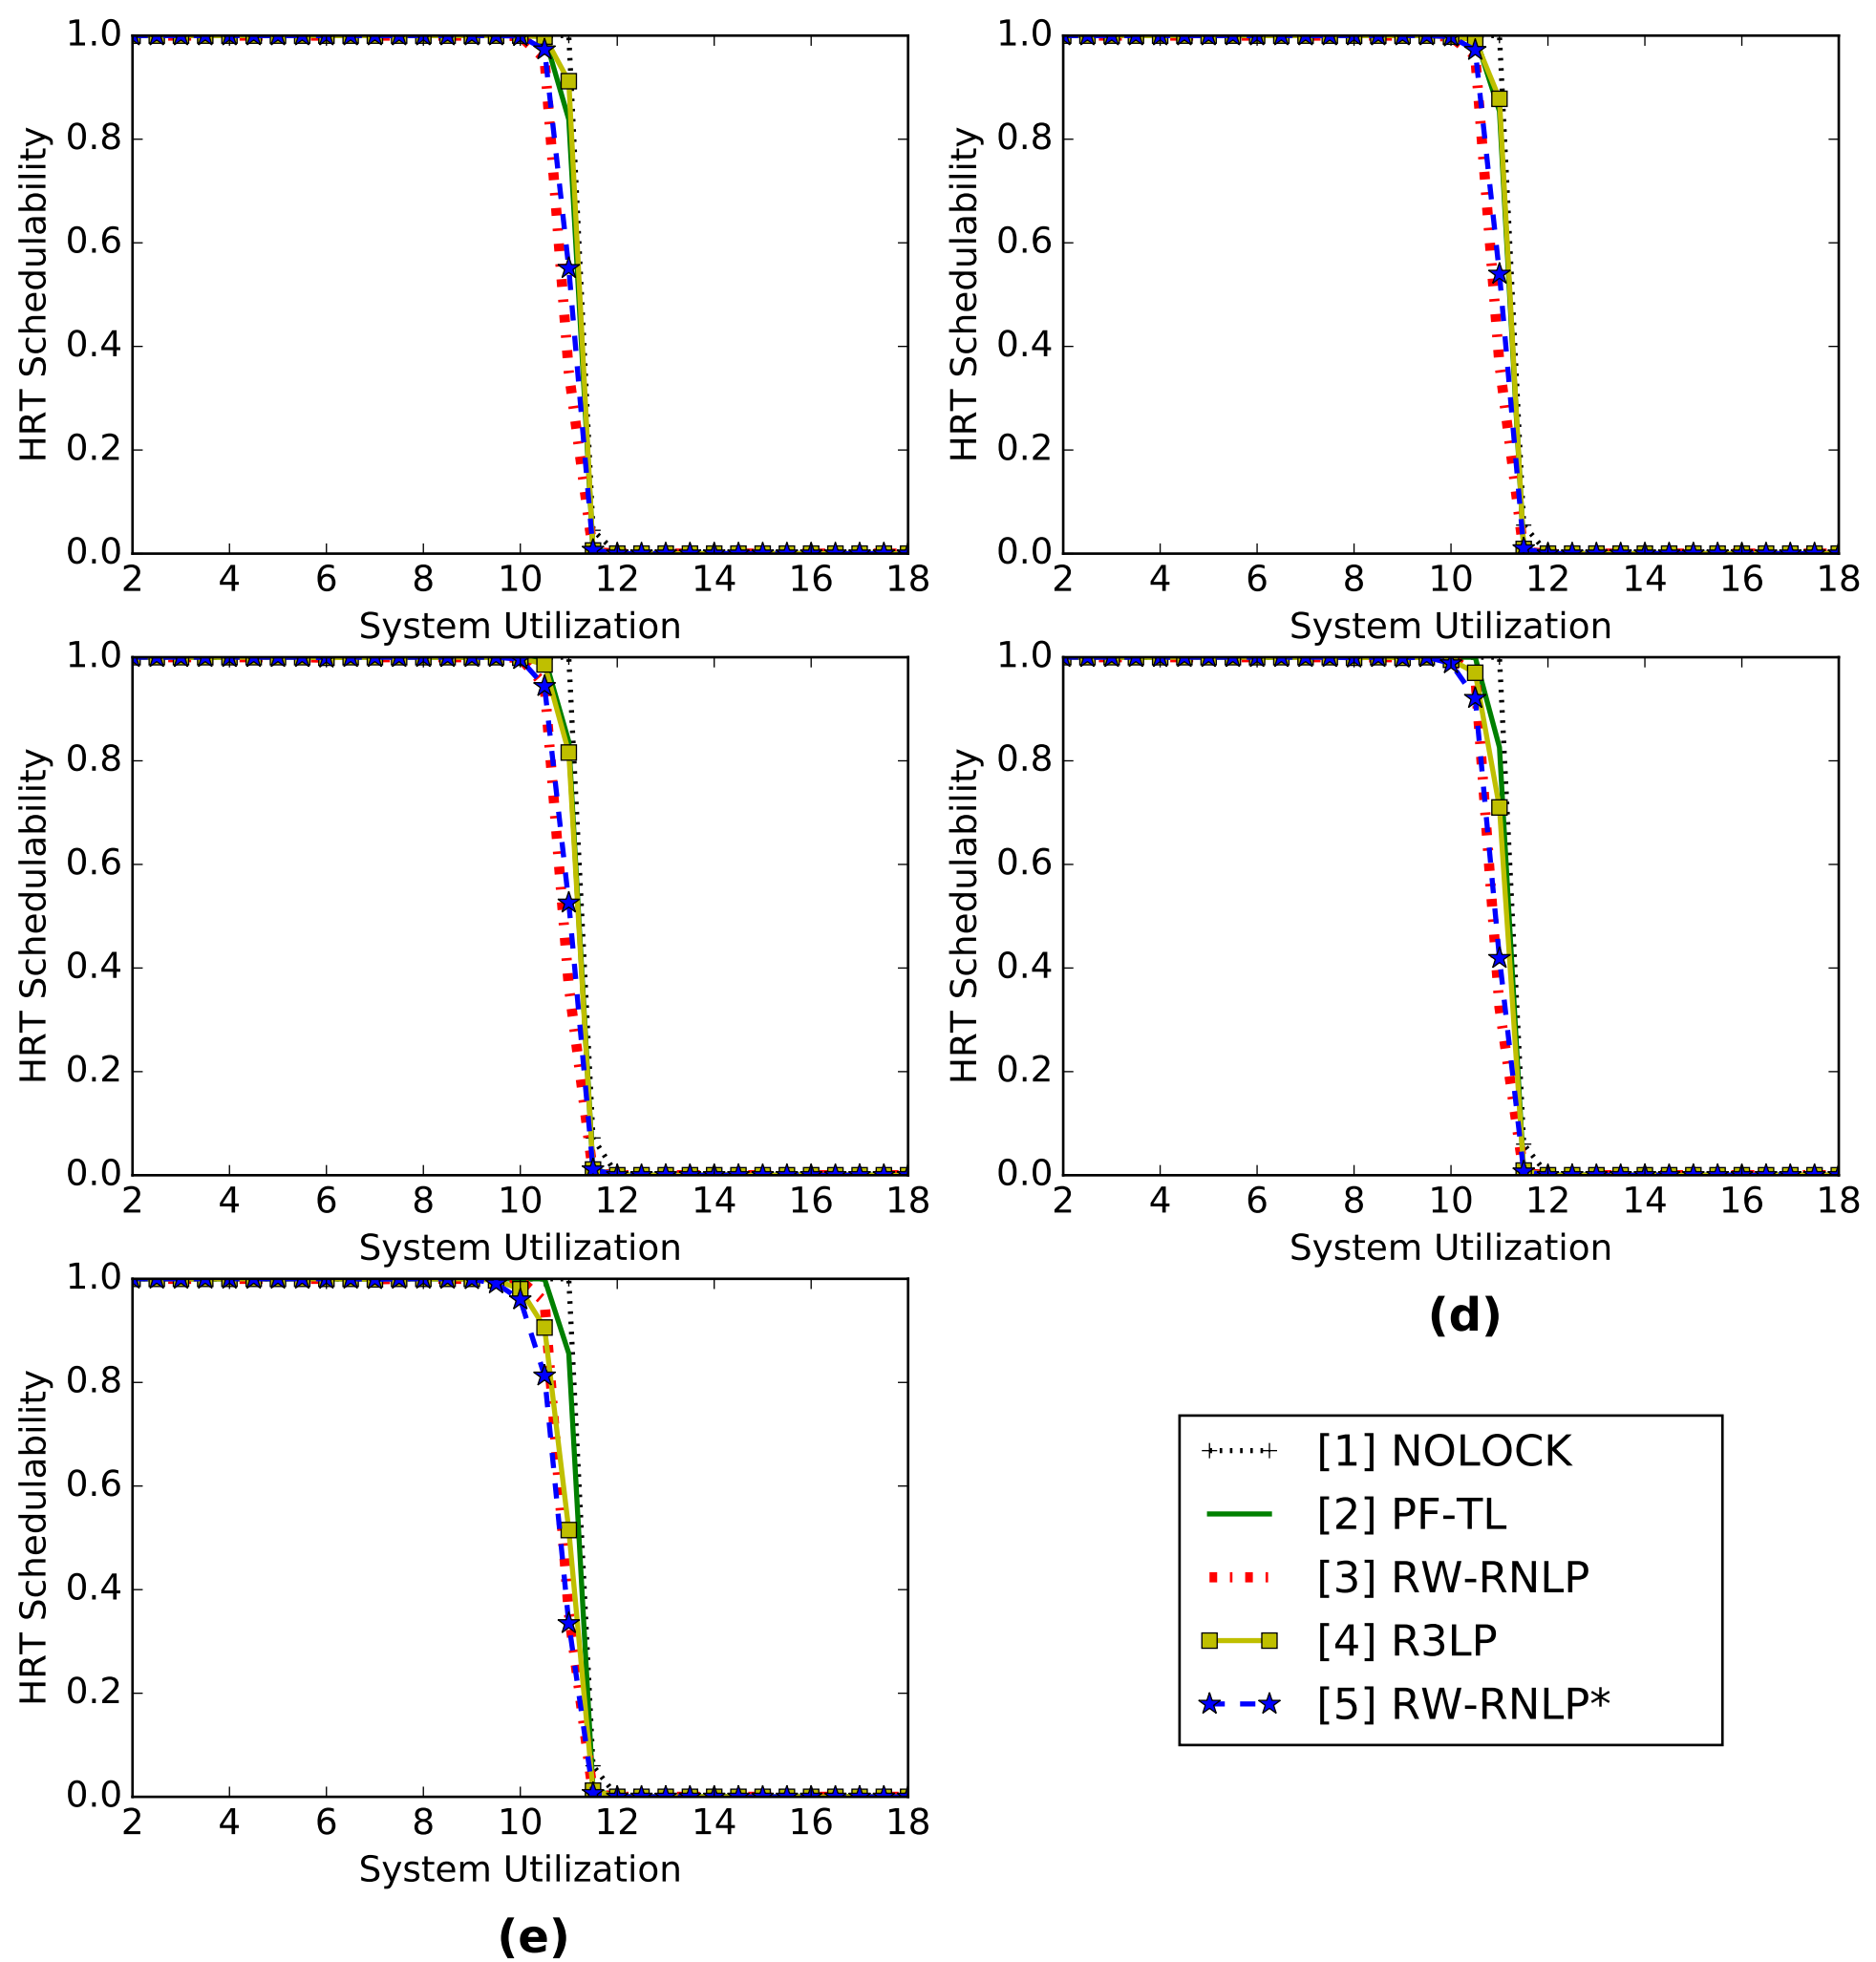 1.0
0.8
0.6
0.4
0.2
0.0
HRT Schedulability
2 4 6 8 10 12 14 16 18
System Utilization
1.0
0.8
0.6
0.4
0.2
0.0
HRT Schedulability
2 4 6 8 10 12 14 16 18
System Utilization
1.0
0.8
0.6
0.4
0.2
0.0
HRT Schedulability
2 4 6 8 10 12 14 16 18
System Utilization
1.0
0.8
0.6
0.4
0.2
0.0
HRT Schedulability
2 4 6 8 10 12 14 16 18
System Utilization
(d)
1.0
0.8
0.6
0.4
0.2
0.0
HRT Schedulability
2 4 6 8 10 12 14 16 18
System Utilization
(e)
[1] NOLOCK
[2] PF-TL
[3] RW-RNLP
[4] R3LP
[5] RW-RNLP*